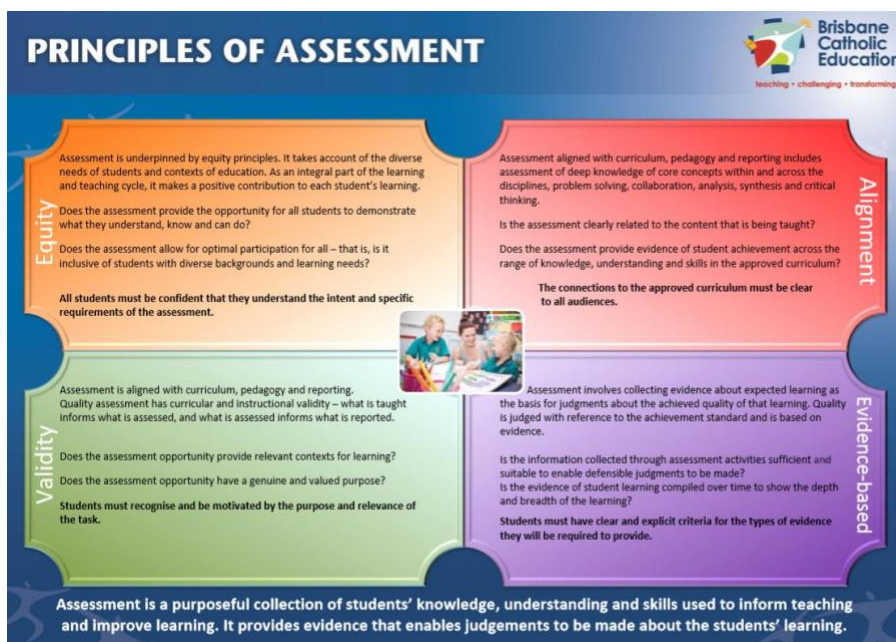 PRINCIPLES OF ASSESSMENT
Brisbane
Catholic
Education
teaching • challenging • transforming
Equity
Assessment is underpinned by equity principles. It takes account of the diverse
needs of students and contexts of education. As an integral part of the learning
and teaching cycle, it makes a positive contribution to each student's learning.
Does the assessment provide the opportunity for all students to demonstrate
what they understand, know and can do?
Does the assessment allow for optimal participation for all – that is, is it
inclusive of students with diverse backgrounds and learning needs?
All students must be confident that they understand the intent and specific
requirements of the assessment.
Alignment
Assessment aligned with curriculum, pedagogy and reporting includes
assessment of deep knowledge of core concepts within and across the
disciplines, problem solving, collaboration, analysis, synthesis and critical
thinking.
Is the assessment clearly related to the content that is being taught?
Does the assessment provide evidence of student achievement across the
range of knowledge, understanding and skills in the approved curriculum?
The connections to the approved curriculum must be clear
to all audiences.
Validity
Assessment is aligned with curriculum, pedagogy and reporting.
Quality assessment has curricular and instructional validity – what is taught
informs what is assessed, and what is assessed informs what is reported.
Does the assessment opportunity provide relevant contexts for learning?
Does the assessment opportunity have a genuine and valued purpose?
Students must recognise and be motivated by the purpose and relevance of
the task.
Evidence-based
Assessment involves collecting evidence about expected learning as
the basis for judgments about the achieved quality of that learning. Quality
is judged with reference to the achievement standard and is based on
evidence.
Is the information collected through assessment activities sufficient and
suitable to enable defensible judgments to be made?
Is the evidence of student learning compiled over time to show the depth
and breadth of the learning?
Students must have clear and explicit criteria for the types of evidence
they will be required to provide.
Assessment is a purposeful collection of students' knowledge, understanding and skills used to inform teaching
and improve learning. It provides evidence that enables judgements to be made about the students' learning.